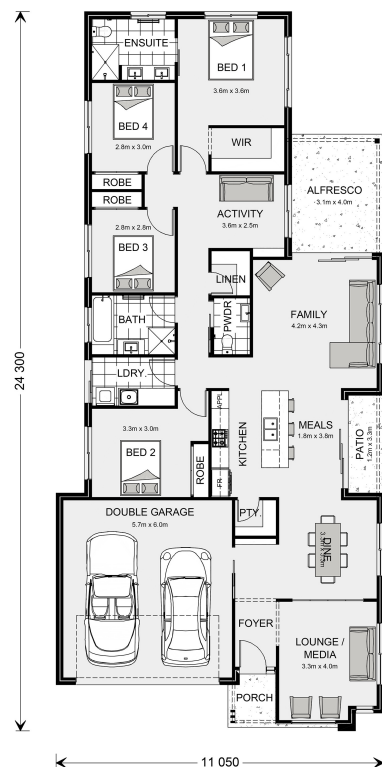 ENSUITE
BED 1
3.6m x 3.6m
BED 4
2.8m x 3.0m
WIR
ROBE
ROBE
ALFRESCO
3.1m x 4.0m
ACTIVITY
3.6m x 2.5m
2.8m x 2.8m
BED 3
LINEN
BATH
PWDR
FAMILY
4.2m x 4.3m
LDRY.
24 300
3.3m x 3.0m
BED 2
ROBE
APPL
KITCHEN
FR
MEALS
1.8m x 3.8m
PATIO
1.2m x 3.3m
DOUBLE GARAGE
5.7m x 6.0m
PTY.
DINE
FOYER
LOUNGE /
MEDIA
3.3m x 4.0m
PORCH
11 050